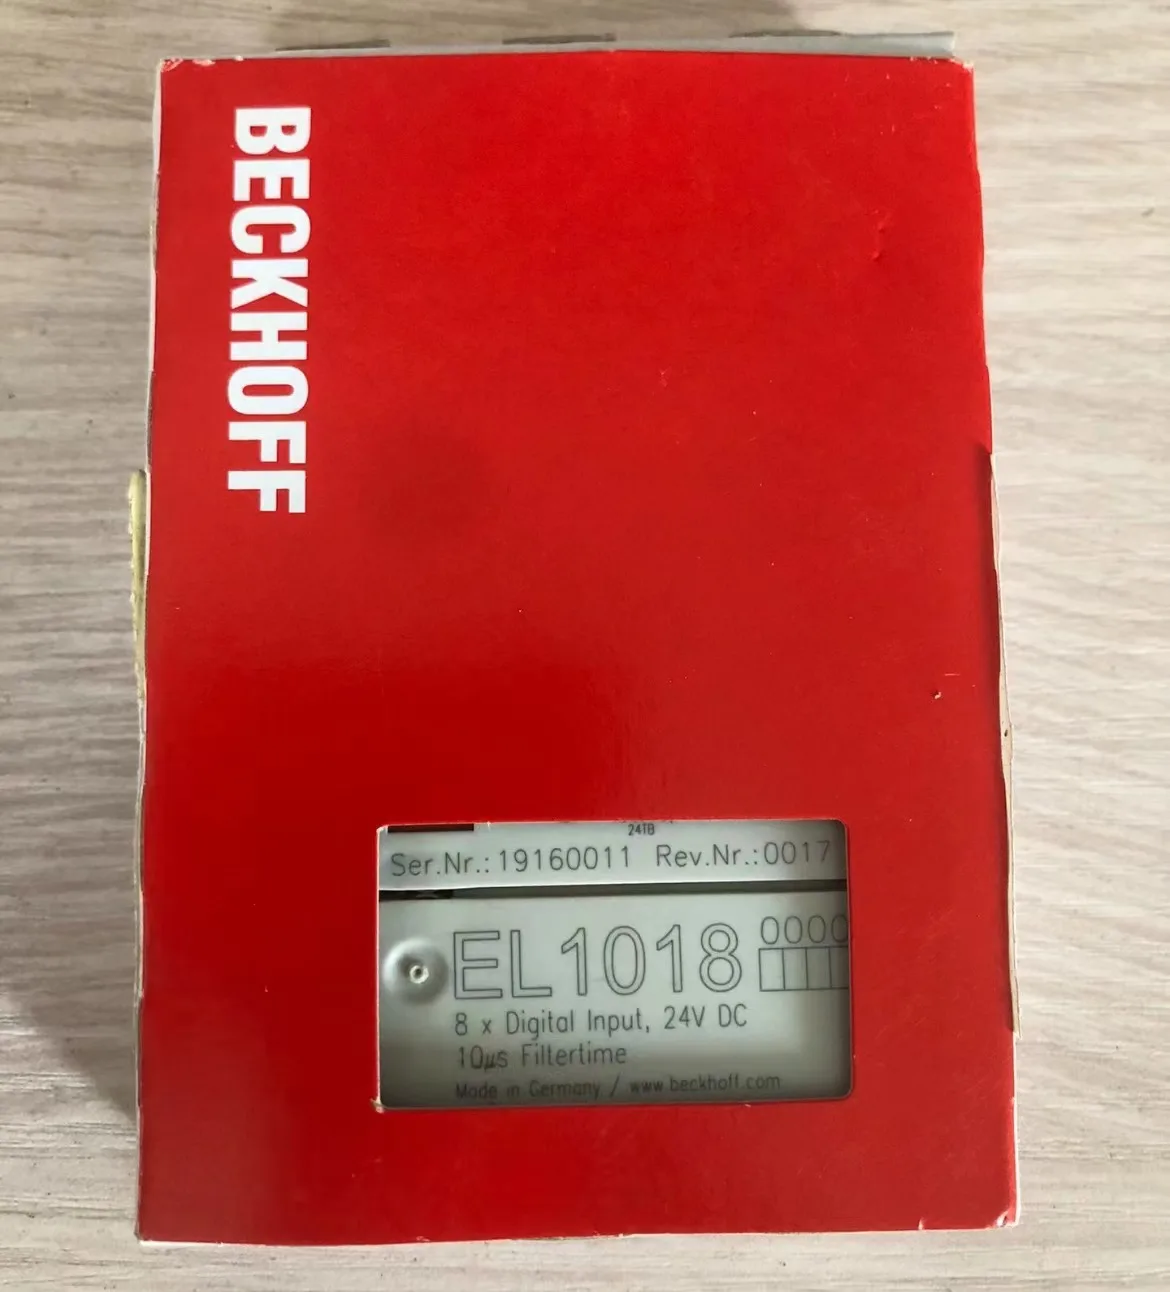 BECKHOFF
24TB
Ser.Nr.: 19160011 Rev.Nr.:0017
EL1018
8 x Digital Input, 24V DC
10µs Filtertime
Made in Germany / www.beckhoff.com